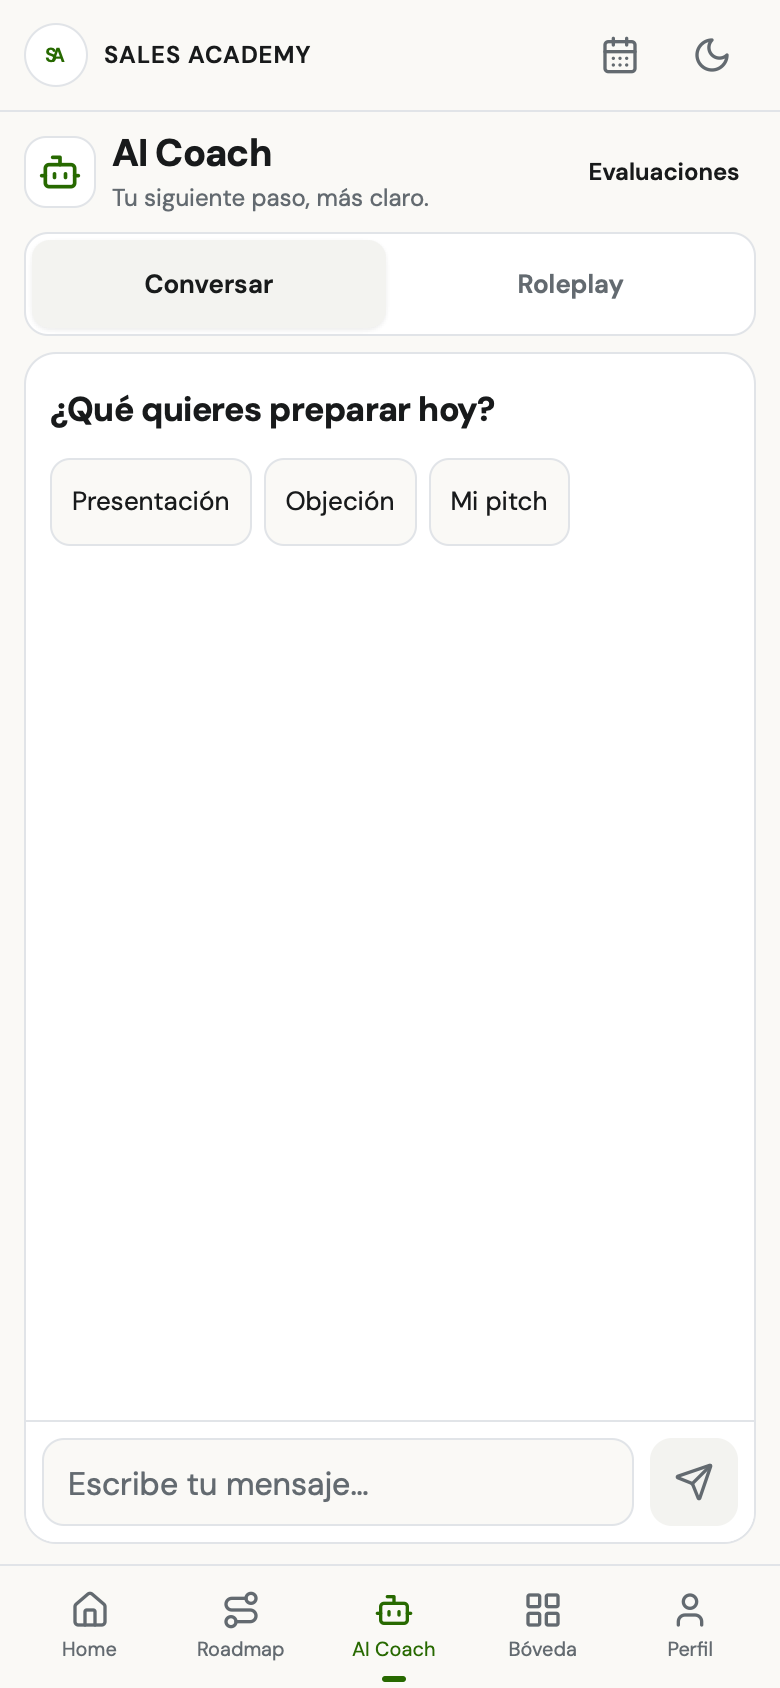 SA
SALES ACADEMY
AI Coach
Tu siguiente paso, más claro.
Evaluaciones
Conversar
Roleplay
¿Qué quieres preparar hoy?
Presentación
Objeción
Mi pitch
Escribe tu mensaje...
Home
Roadmap
AI Coach
Bóveda
Perfil